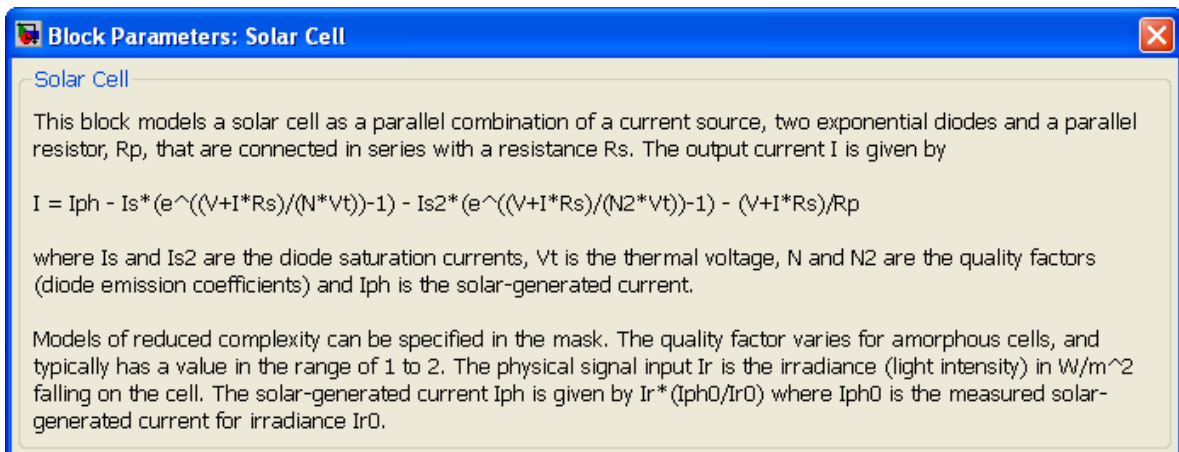 Block Parameters: Solar Cell
Solar Cell
This block models a solar cell as a parallel combination of a current source, two exponential diodes and a parallel
resistor, Rp, that are connected in series with a resistance Rs. The output current I is given by
I = Iph - Is*(e^((V+I*Rs)/(N*Vt))-1) - Is2*(e^((V+I*Rs)/(N2*Vt))-1) - (V+I*Rs)/Rp
where Is and Is2 are the diode saturation currents, Vt is the thermal voltage, N and N2 are the quality factors
(diode emission coefficients) and Iph is the solar-generated current.
Models of reduced complexity can be specified in the mask. The quality factor varies for amorphous cells, and
typically has a value in the range of 1 to 2. The physical signal input Ir is the irradiance (light intensity) in W/m^2
falling on the cell. The solar-generated current Iph is given by Ir*(Iph0/Ir0) where Iph0 is the measured solar-
generated current for irradiance Ir0.